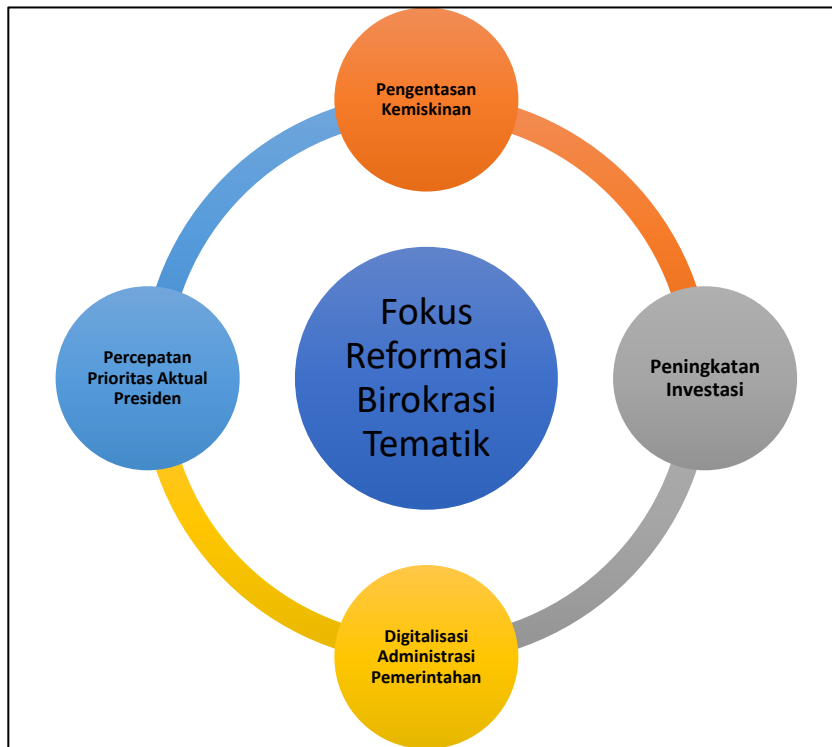 Pengentasan
Kemiskinan
Fokus
Reformasi
Birokrasi
Tematik
Percepatan
Prioritas Aktual
Presiden
Peningkatan
Investasi
Digitalisasi
Administrasi
Pemerintahan